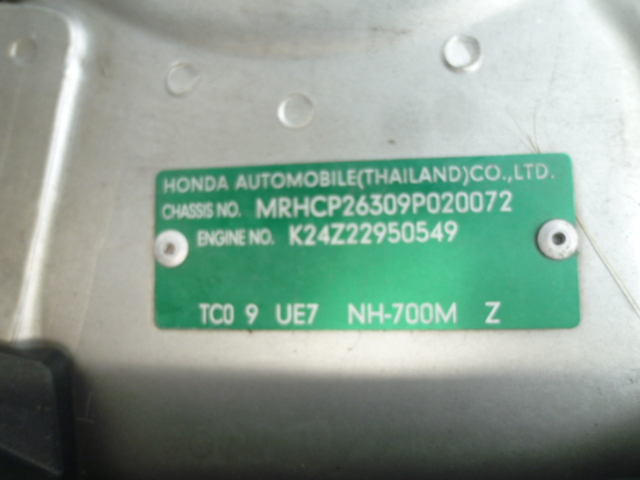 HONDA AUTOMOBILE(THAILAND)CO.,LTD.
CHASSIS NO. MRHCP26309P020072
ENGINE NO. K24Z22950549
TC0 9 UE7 NH-700M Z